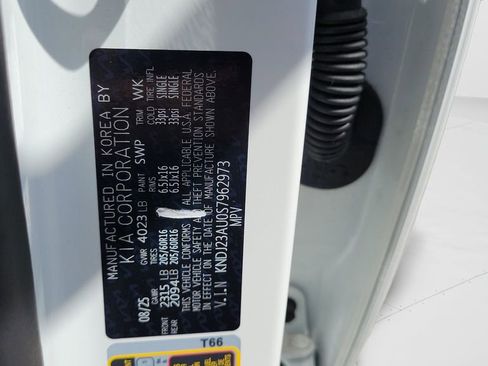 MANUFACTURED IN KOREA BY
KIA CORPORATION
08/25 GVWR 4023 LB PAINT SWP TRIM WK
GAWR TIRES RIMS COLD TIRE INFL
FRONT 2315 LB 205/60R16 6.5Jx16 33psi SINGLE
REAR 2094 LB 205/60R16 6.5Jx16 33psi SINGLE
THIS VEHICLE CONFORMS ALL APPLICABLE U.S.A. FEDERAL
MOTOR VEHICLE SAFETY AND THEFT PREVENTION STANDARDS
IN EFFECT ON THE DATE OF MANUFACTURE SHOWN ABOVE.
V.I.N KNDJ23AU0S7962973
MPV
T66